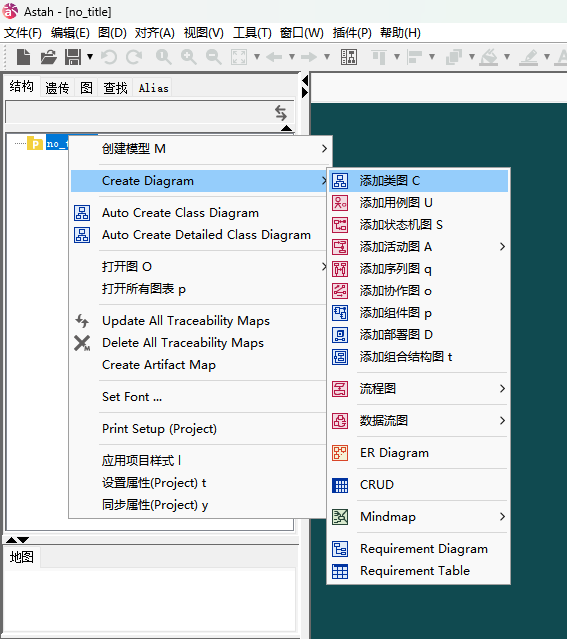 Astah - [no_title]
文件(F) 编辑(E) 图(D) 对齐(A) 视图(V) 工具(T) 窗口(W) 插件(P) 帮助(H)
结构 遗传 图 查找 Alias
创建模型 M
Create Diagram
Auto Create Class Diagram
Auto Create Detailed Class Diagram
打开图 O
打开所有图表 p
Update All Traceability Maps
Delete All Traceability Maps
Create Artifact Map
Set Font ...
Print Setup (Project)
应用项目样式 l
设置属性(Project) t
同步属性(Project) y
添加类图 C
添加用例图 U
添加状态机图 S
添加活动图 A
添加序列图 q
添加协作图 o
添加组件图 p
添加部署图 D
添加组合结构图 t
流程图
数据流图
ER Diagram
CRUD
Mindmap
Requirement Diagram
Requirement Table
地图